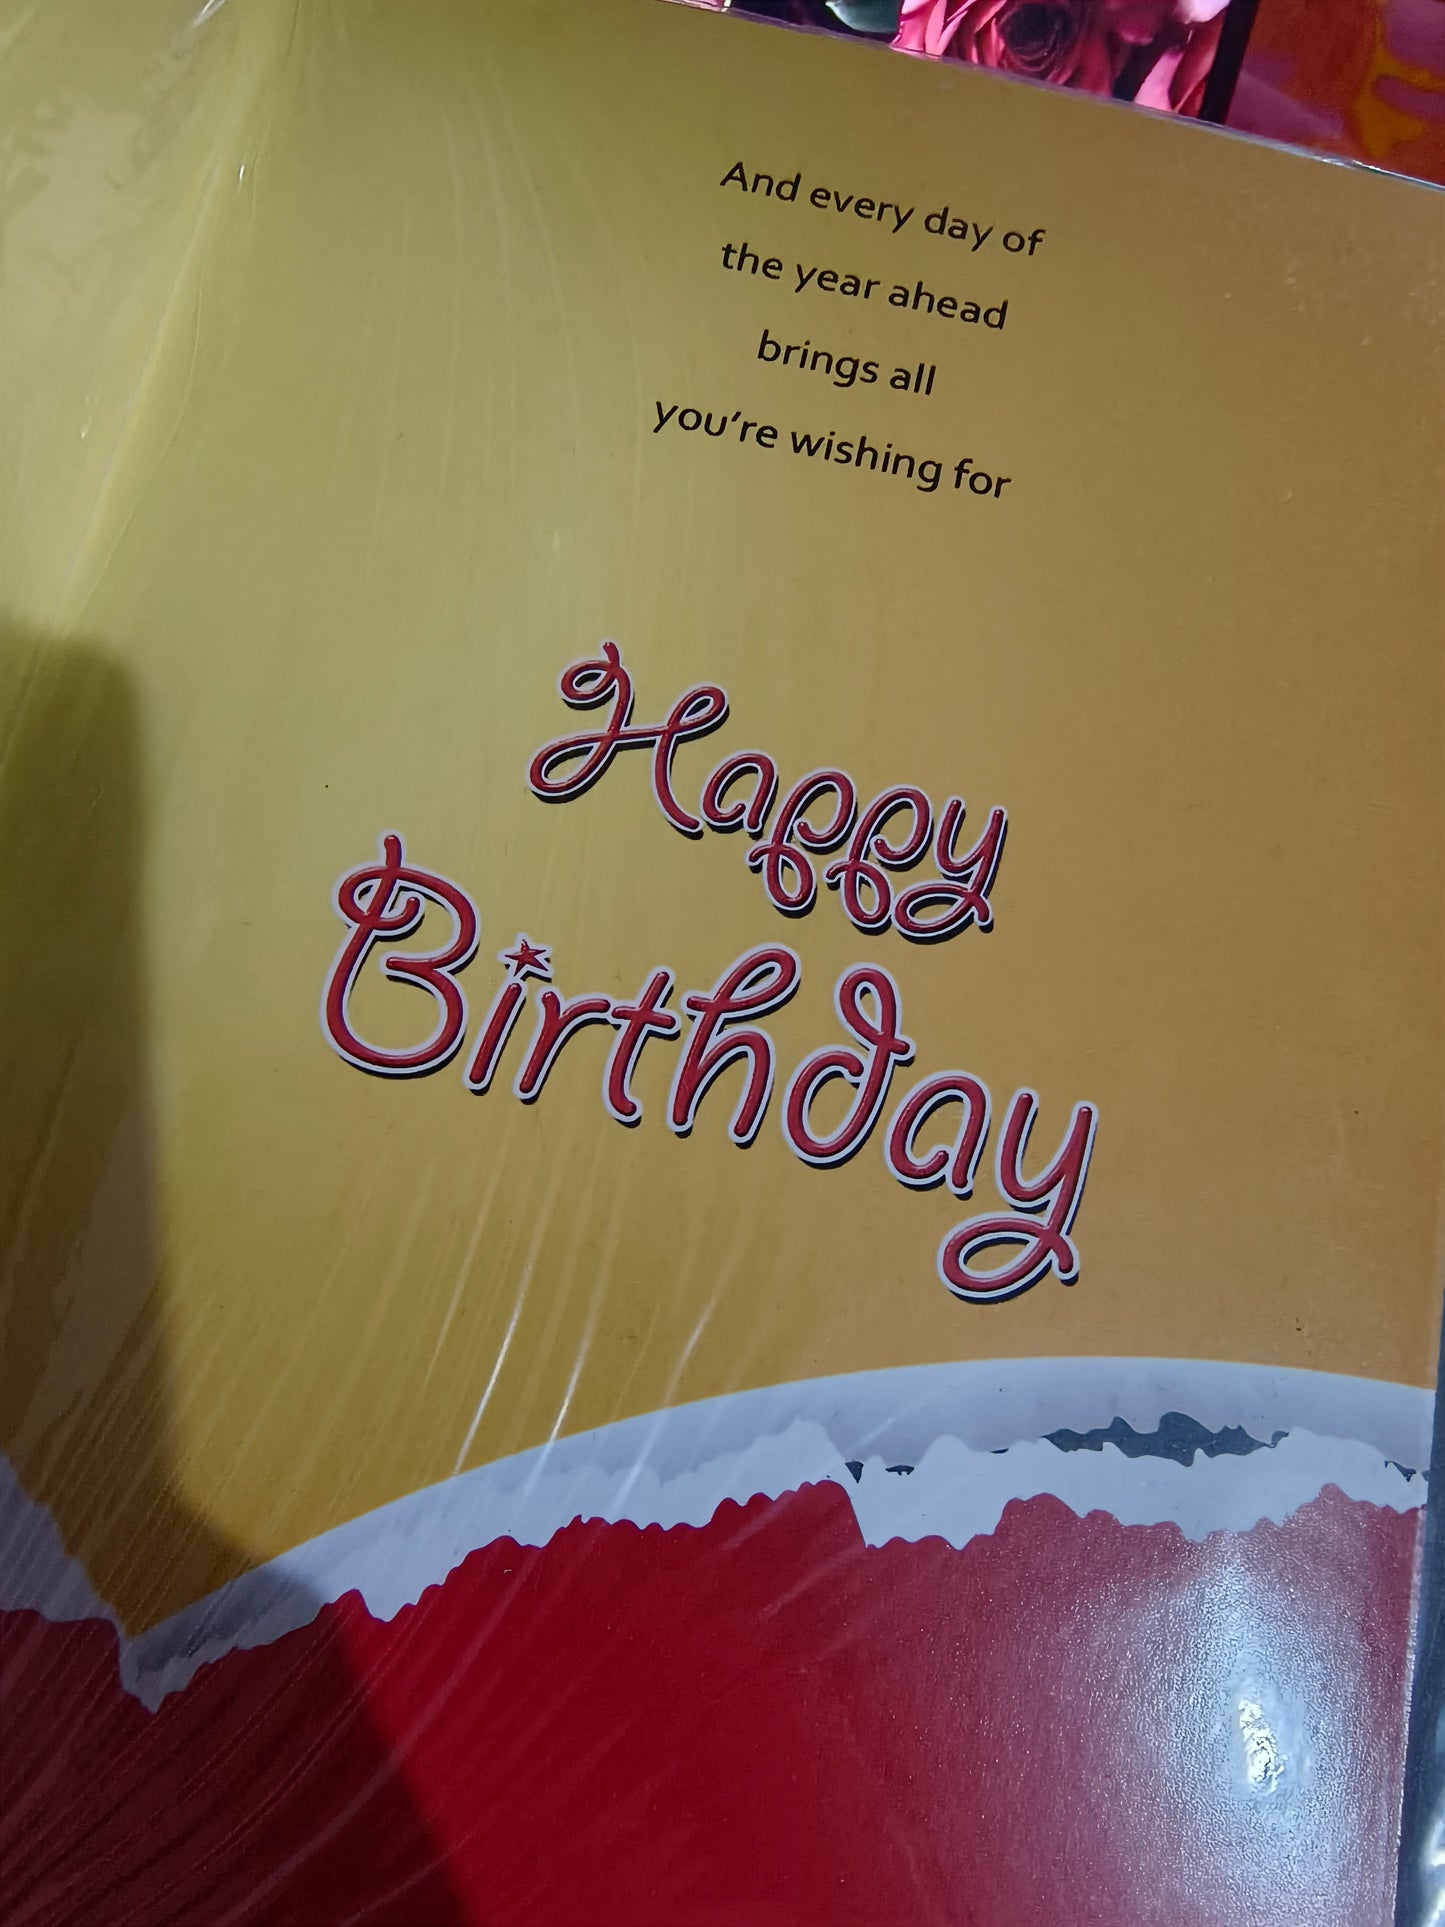 And every day of
the year ahead
brings all
you’re wishing for
Happy
Birthday